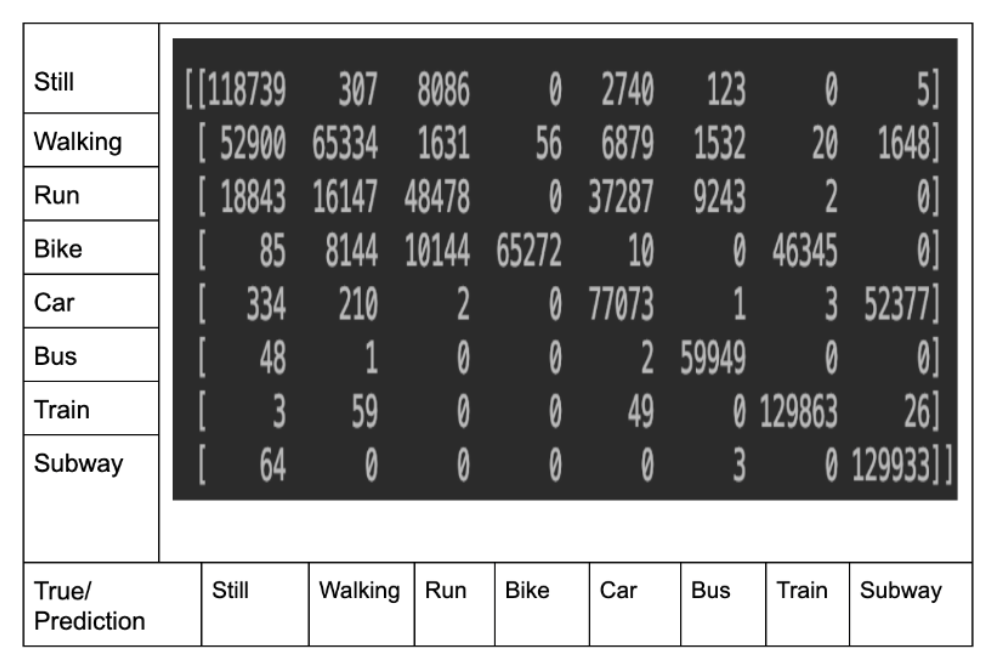 Still [[118739 307 8086 0 2740 123 0 5]
Walking [ 52900 65334 1631 56 6879 1532 20 1648]
Run [ 18843 16147 48478 0 37287 9243 2 0]
Bike [ 85 8144 10144 65272 10 0 46345 0]
Car [ 334 210 2 0 77073 1 3 52377]
Bus [ 48 1 0 0 2 59949 0 0]
Train [ 3 59 0 0 49 0 129863 26]
Subway [ 64 0 0 0 0 3 0 129933]]
True/ Still Walking Run Bike Car Bus Train Subway
Prediction